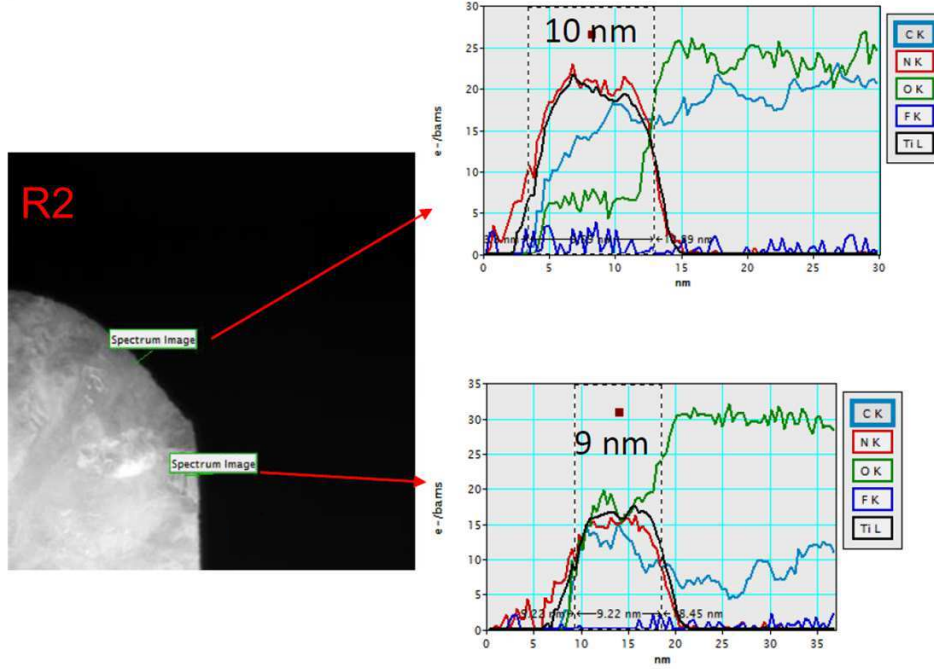 R2
Spectrum Image
Spectrum Image
10 nm
e-/barns
30
25
20
15
10
5
0
0 5 10 15 20 25 30
nm
C K
N K
O K
F K
Ti L
9 nm
e-/barns
35
30
25
20
15
10
5
0
9.22 nm
0 5 10 15 20 25 30 35
nm
C K
N K
O K
F K
Ti L